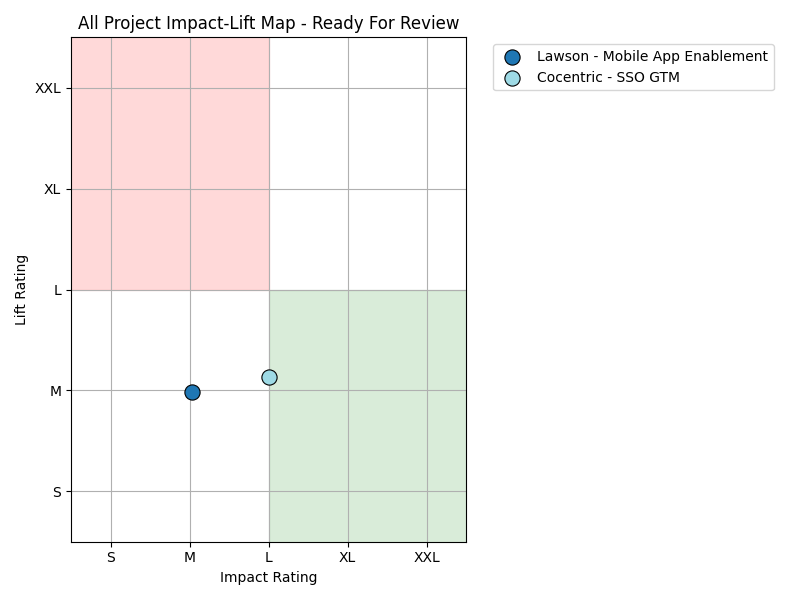 All Project Impact-Lift Map - Ready For Review
Lawson - Mobile App Enablement
Cocentric - SSO GTM
XXL
XL
L
M
S
Lift Rating
S
M
L
XL
XXL
Impact Rating